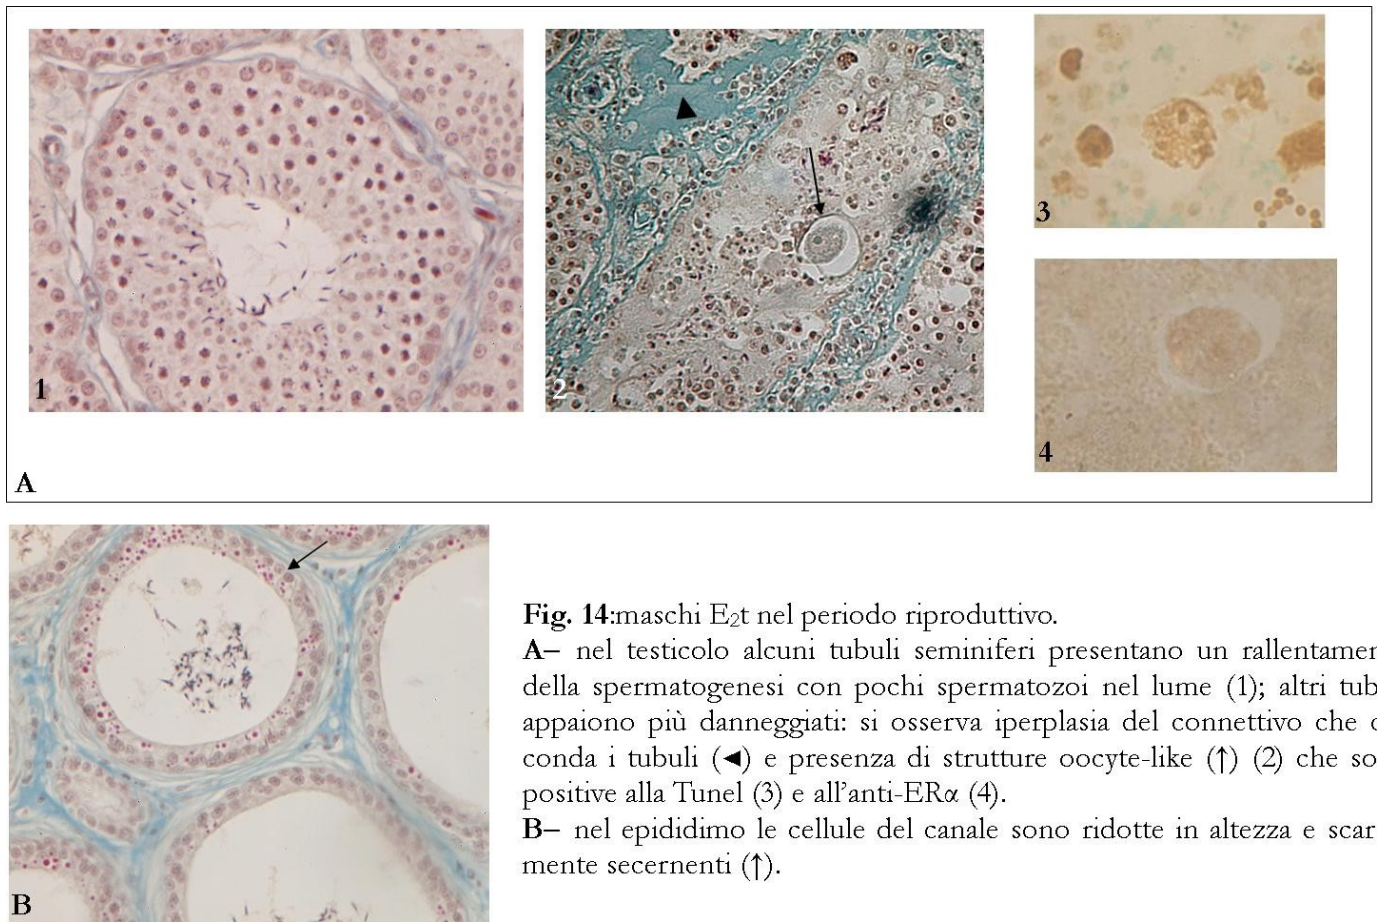 1
2
3
4
A
B
Fig. 14:maschi E₂t nel periodo riproduttivo.
A– nel testicolo alcuni tubuli seminiferi presentano un rallentamen
della spermatogenesi con pochi spermatozoi nel lume (1); altri tub
appaiono più danneggiati: si osserva iperplasia del connettivo che c
conda i tubuli (◄) e presenza di strutture oocyte-like (↑) (2) che so
positive alla Tunel (3) e all’anti-ERα (4).
B– nel epididimo le cellule del canale sono ridotte in altezza e scar
mente secernenti (↑).